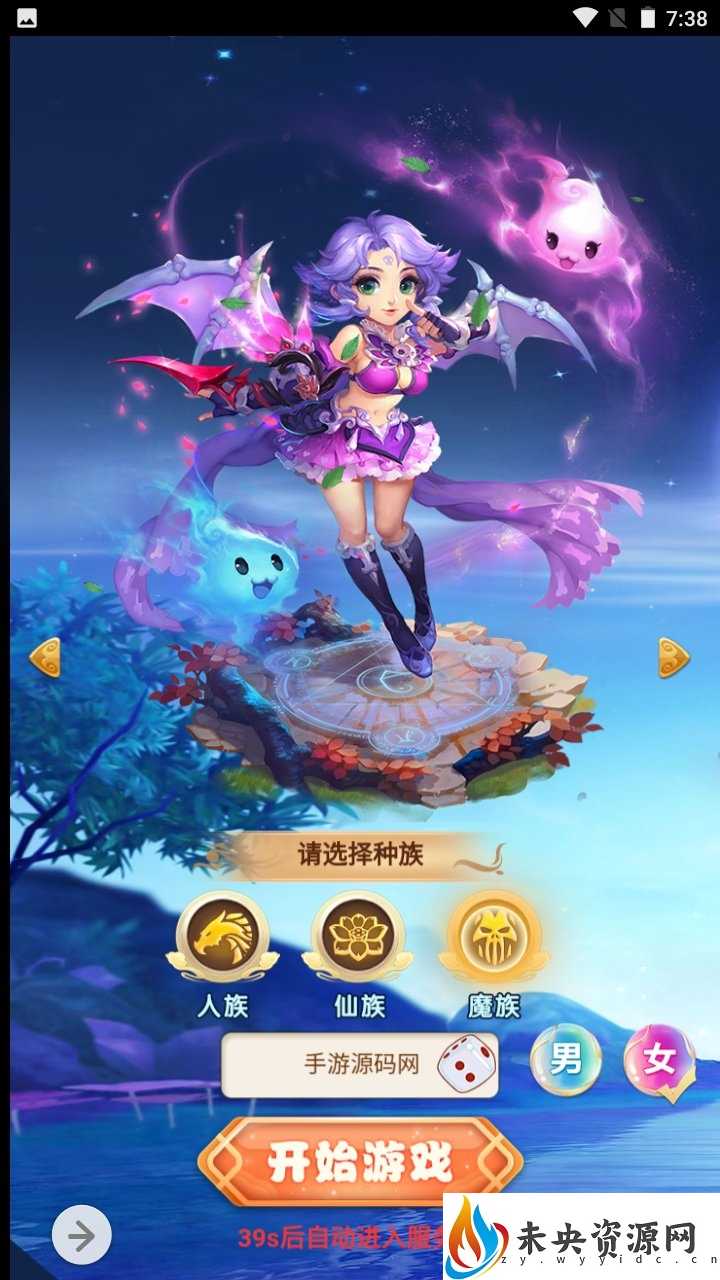 7:38
请选择种族
人族 仙族 魔族
手游源码网 男 女
开始游戏
39s后自动进入服
未央资源网
zy.wyyidc.cn